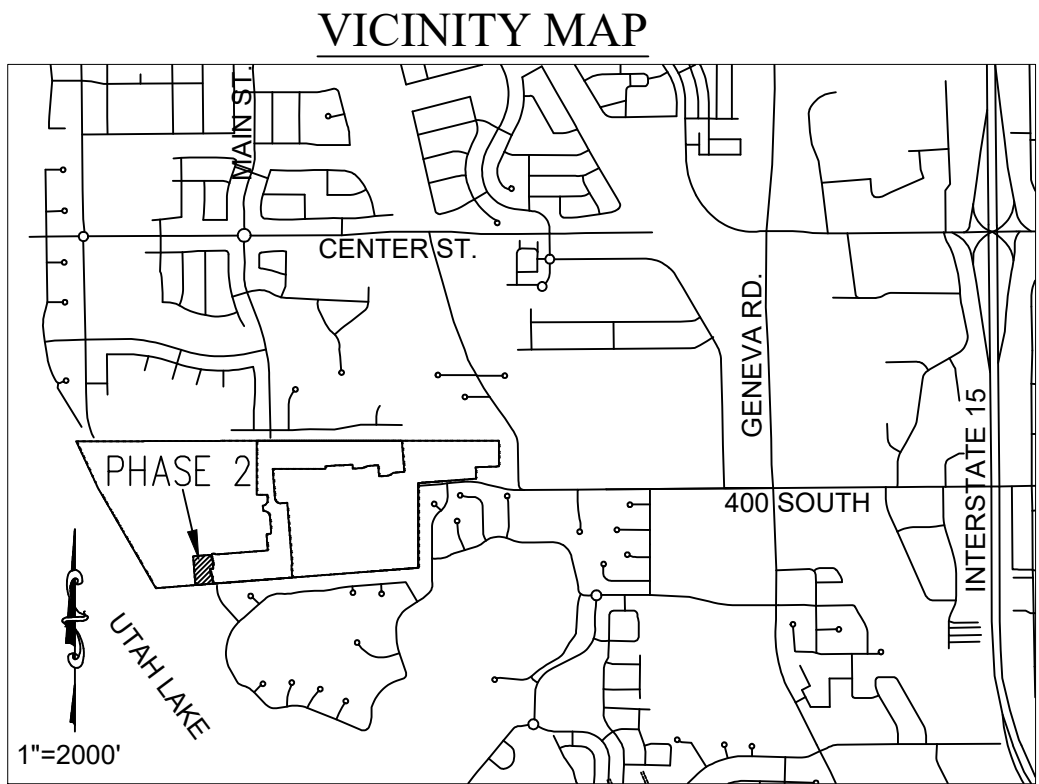 VICINITY MAP
MAIN ST.
CENTER ST.
GENEVA RD.
PHASE 2
INTERSTATE 15
400 SOUTH
UTAH LAKE
1"=2000'